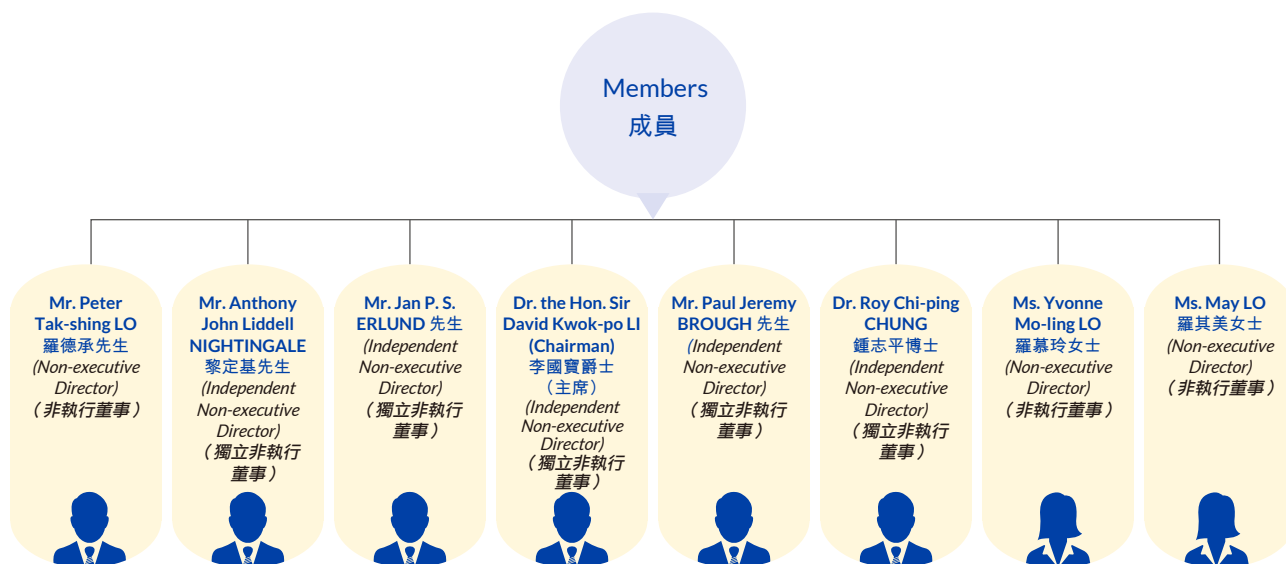 Members
成員
Mr. Peter
Tak-shing LO
羅德承先生
(Non-executive
Director)
（非執行董事）
Mr. Anthony
John Liddell
NIGHTINGALE
黎定基先生
(Independent
Non-executive
Director)
（獨立非執行
董事）
Mr. Jan P. S.
ERLUND 先生
(Independent
Non-executive
Director)
（獨立非執行
董事）
Dr. the Hon. Sir
David Kwok-po LI
(Chairman)
李國寶爵士
（主席）
(Independent
Non-executive
Director)
（獨立非執行
董事）
Mr. Paul Jeremy
BROUGH 先生
(Independent
Non-executive
Director)
（獨立非執行
董事）
Dr. Roy Chi-ping
CHUNG
鍾志平博士
(Independent
Non-executive
Director)
（獨立非執行
董事）
Ms. Yvonne
Mo-ling LO
羅慕玲女士
(Non-executive
Director)
（非執行董事）
Ms. May LO
羅其美女士
(Non-executive
Director)
（非執行董事）